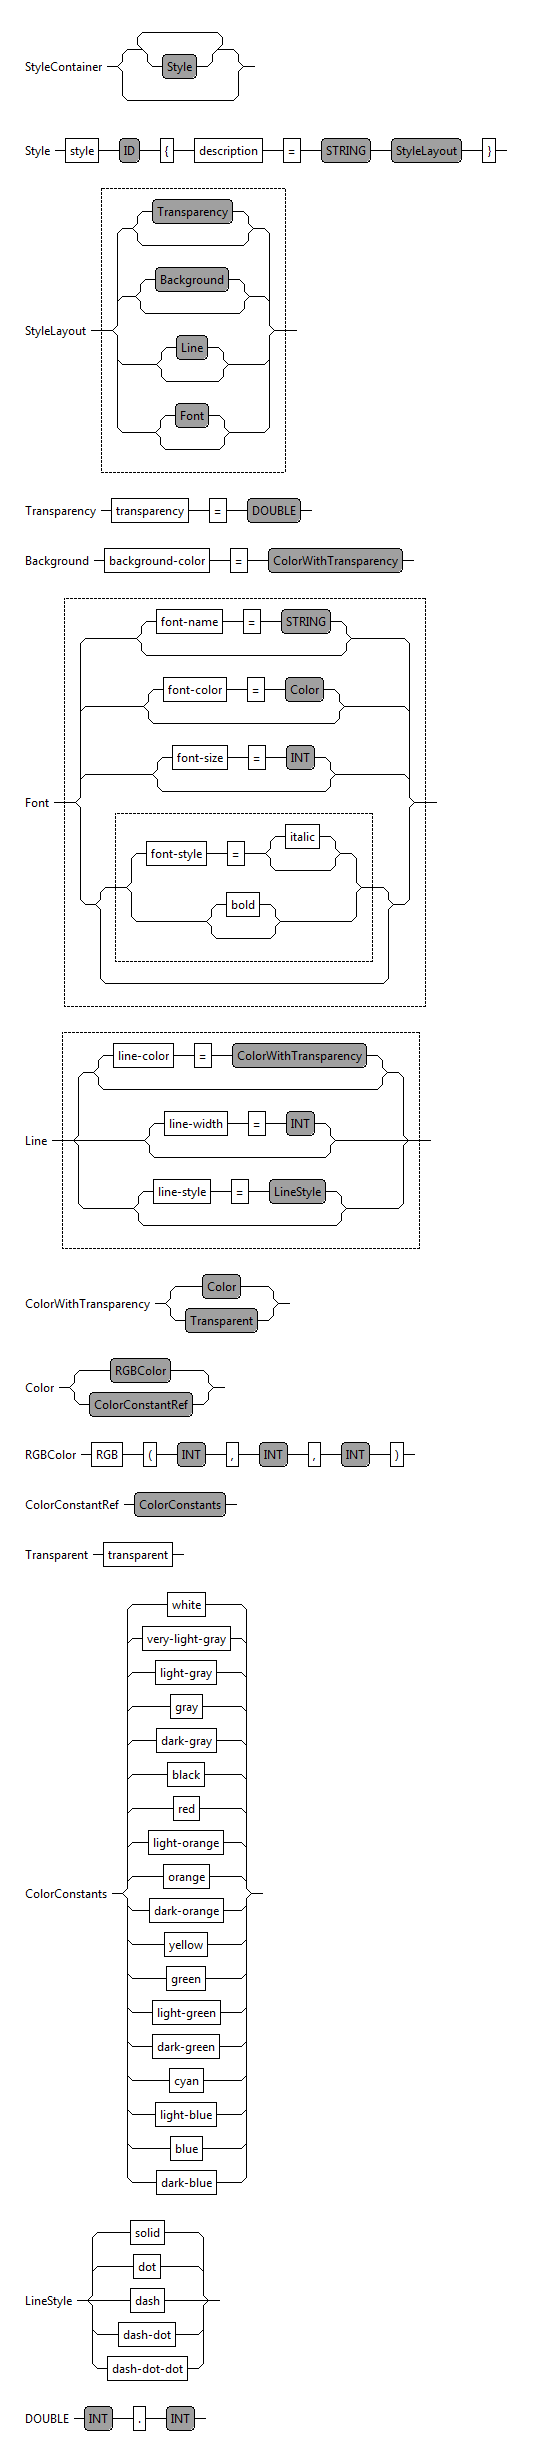 Style
StyleContainer
Style style ID { description = STRING StyleLayout }
Transparency
Background
StyleLayout
Line
Font
Transparency transparency = DOUBLE
Background background-color = ColorWithTransparency
font-name = STRING
font-color = Color
font-size = INT
Font
italic
font-style =
bold
line-color = ColorWithTransparency
line-width = INT
Line
line-style = LineStyle
Color
ColorWithTransparency
Transparent
RGBColor
Color
ColorConstantRef
RGBColor RGB ( INT , INT , INT )
ColorConstantRef ColorConstants
Transparent transparent
white
very-light-gray
light-gray
gray
dark-gray
black
red
light-orange
orange
ColorConstants
dark-orange
yellow
green
light-green
dark-green
cyan
light-blue
blue
dark-blue
solid
dot
LineStyle dash
dash-dot
dash-dot-dot
DOUBLE INT . INT